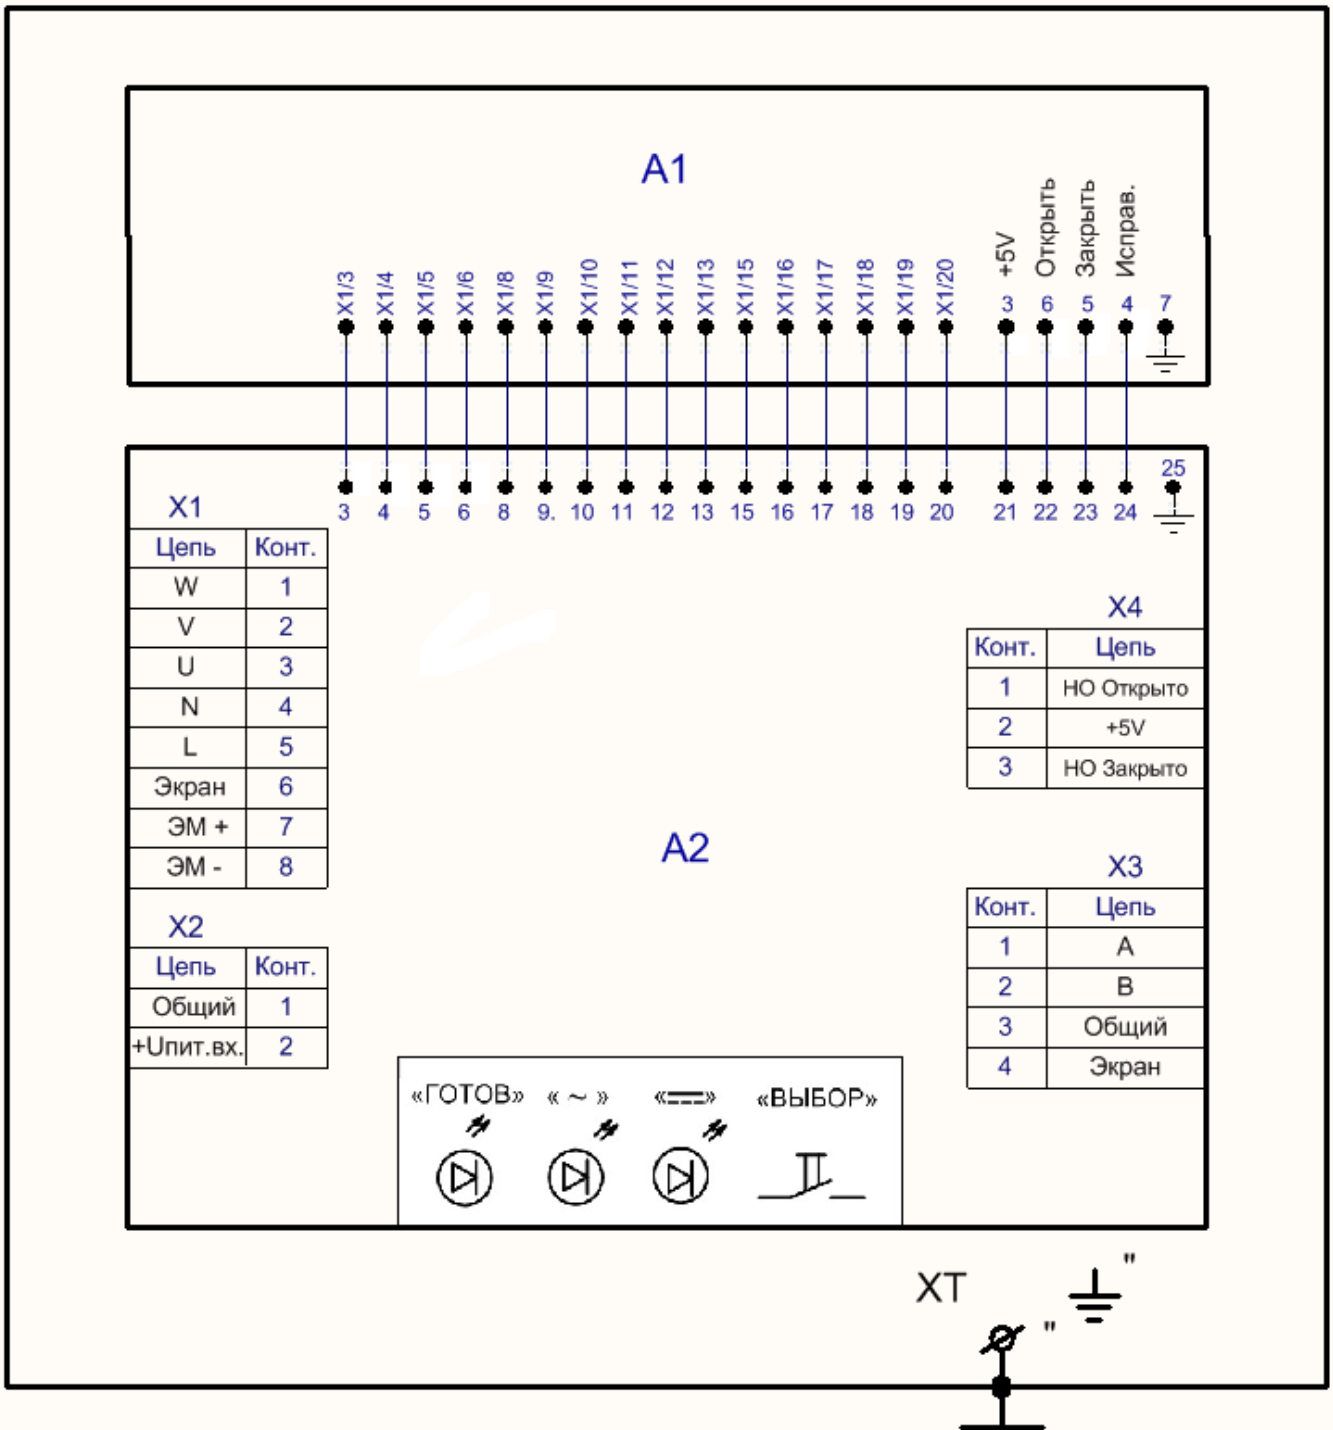 A1
X1/3 X1/4 X1/5 X1/6 X1/8 X1/9 X1/10 X1/11 X1/12 X1/13 X1/15 X1/16 X1/17 X1/18 X1/19 X1/20 +5V Открыть Закрыть Исправ.
3 6 5 4 7
25
3 4 5 6 8 9. 10 11 12 13 15 16 17 18 19 20 21 22 23 24
X1
Цепь Конт.
W 1
V 2
U 3
N 4
L 5
Экран 6
ЭМ + 7
ЭМ - 8
X2
Цепь Конт.
Общий 1
+Uпит.вх. 2
A2
X4
Конт. Цепь
1 НО Открыто
2 +5V
3 НО Закрыто
X3
Конт. Цепь
1 A
2 B
3 Общий
4 Экран
«ГОТОВ» « ~ » «⎓» «ВЫБОР»
XT "
"